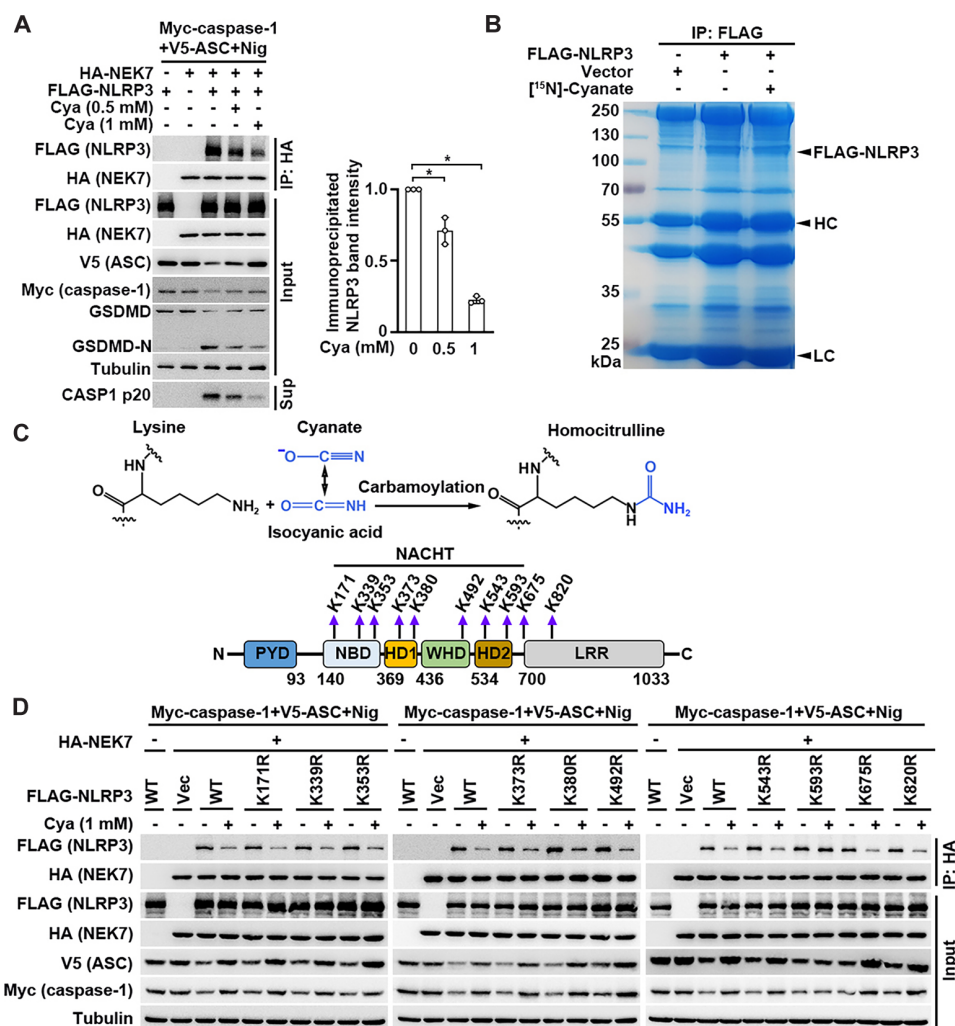 A
Myc-caspase-1
+V5-ASC+Nig
HA-NEK7 - + + + +
FLAG-NLRP3 + - + + +
Cya (0.5 mM) - - - + -
Cya (1 mM) - - - - +
FLAG (NLRP3)
HA (NEK7)
IP: HA
FLAG (NLRP3)
HA (NEK7)
V5 (ASC)
Myc (caspase-1)
GSDMD
GSDMD-N
Tubulin
Input
CASP1 p20
Sup
Immunoprecipitated
NLRP3 band intensity
1.0
0.5
0
* *
Cya (mM) 0 0.5 1
B
IP: FLAG
FLAG-NLRP3 - + +
Vector + - -
[15N]-Cyanate - - +
250
130
100
70
55
35
25
kDa
FLAG-NLRP3
HC
LC
C
Lysine
Cyanate
Homocitrulline
HN
O
NH2
+
-O C N
O C NH
Isocyanic acid
Carbamoylation
HN
O
N
H
O
NH2
NACHT
K171 K339 K353 K373 K380 K492 K543 K593 K675 K820
N PYD NBD HD1 WHD HD2 LRR C
93 140 369 436 534 700 1033
D
Myc-caspase-1+V5-ASC+Nig Myc-caspase-1+V5-ASC+Nig Myc-caspase-1+V5-ASC+Nig
HA-NEK7 - + - + - +
FLAG-NLRP3 WT Vec WT K171R K339R K353R WT Vec WT K373R K380R K492R WT Vec WT K543R K593R K675R K820R
Cya (1 mM) - - - + - + - + - + - - - + - + - + - + - - - + - + - + - + - +
FLAG (NLRP3)
HA (NEK7)
IP: HA
FLAG (NLRP3)
HA (NEK7)
V5 (ASC)
Myc (caspase-1)
Tubulin
Input